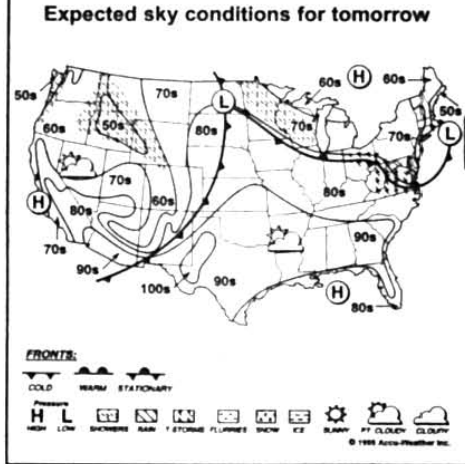 Expected sky conditions for tomorrow
60s H 60s
50s 70s 50s
L
60s 50s 80s 70s 70s L
70s 80s
H 80s 60s
70s 90s
90s 100s 90s
H 80s
FRONTS:
COLD WARM STATIONARY
Pressure
H L
HIGH LOW SHOWERS RAIN T-STORMS FLURRIES SNOW ICE SUNNY PT. CLOUDY CLOUDY
© 1996 Accu-Weather Inc.